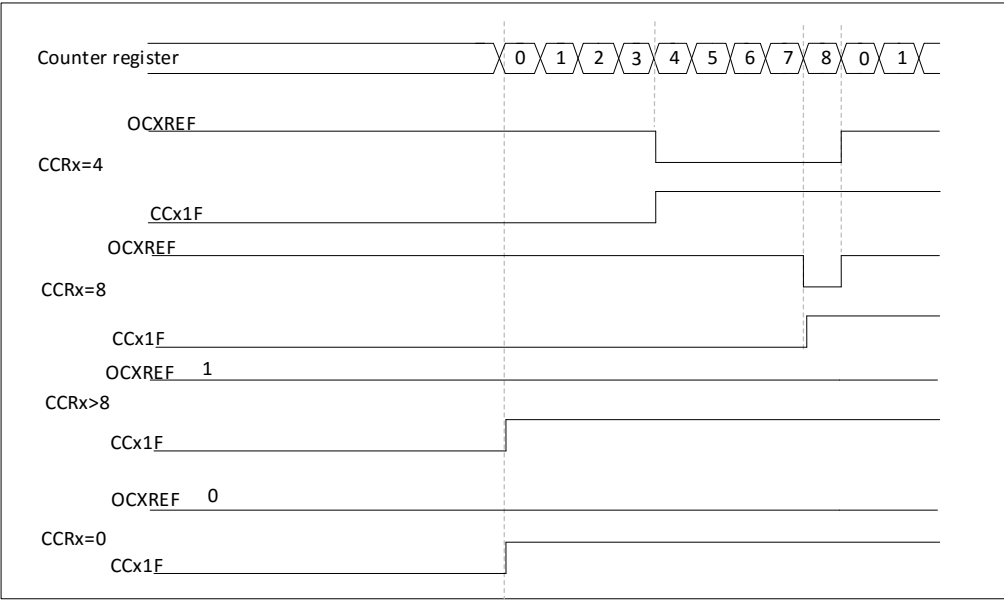 Counter register 0 1 2 3 4 5 6 7 8 0 1
OCXREF
CCRx=4
CCx1F
OCXREF
CCRx=8
CCx1F
OCXREF 1
CCRx>8
CCx1F
OCXREF 0
CCRx=0
CCx1F